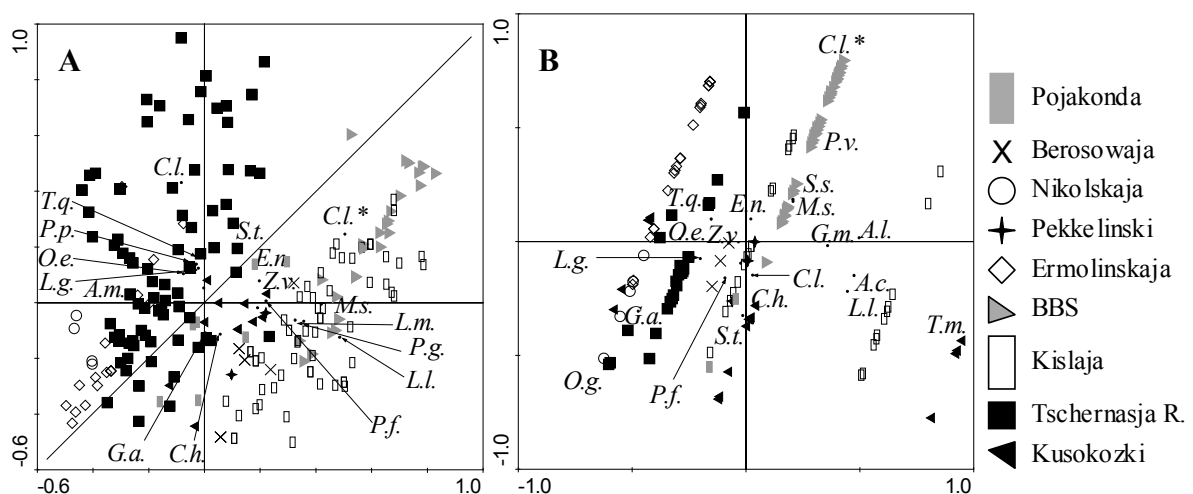 1.0
A
C.l.
T.q.
P.p.
O.e.
L.g.
A.m.
S.t.
C.l.*
E.n.
Z.v.
M.s.
L.m.
P.g.
L.l.
P.f.
G.a.
C.h.
-0.6
-0.6
1.0
1.0
B
C.l.*
P.v.
S.s.
M.s.
T.q.
E.n.
O.e.
Z.v.
G.m.
A.l.
L.g.
C.l.
A.c.
C.h.
L.l.
G.a.
S.t.
T.m.
O.g.
P.f.
-1.0
-1.0
1.0
Pojakonda
Berosowaja
Nikolskaja
Pekkelinski
Ermolinskaja
BBS
Kislaja
Tschernasja R.
Kusokozki